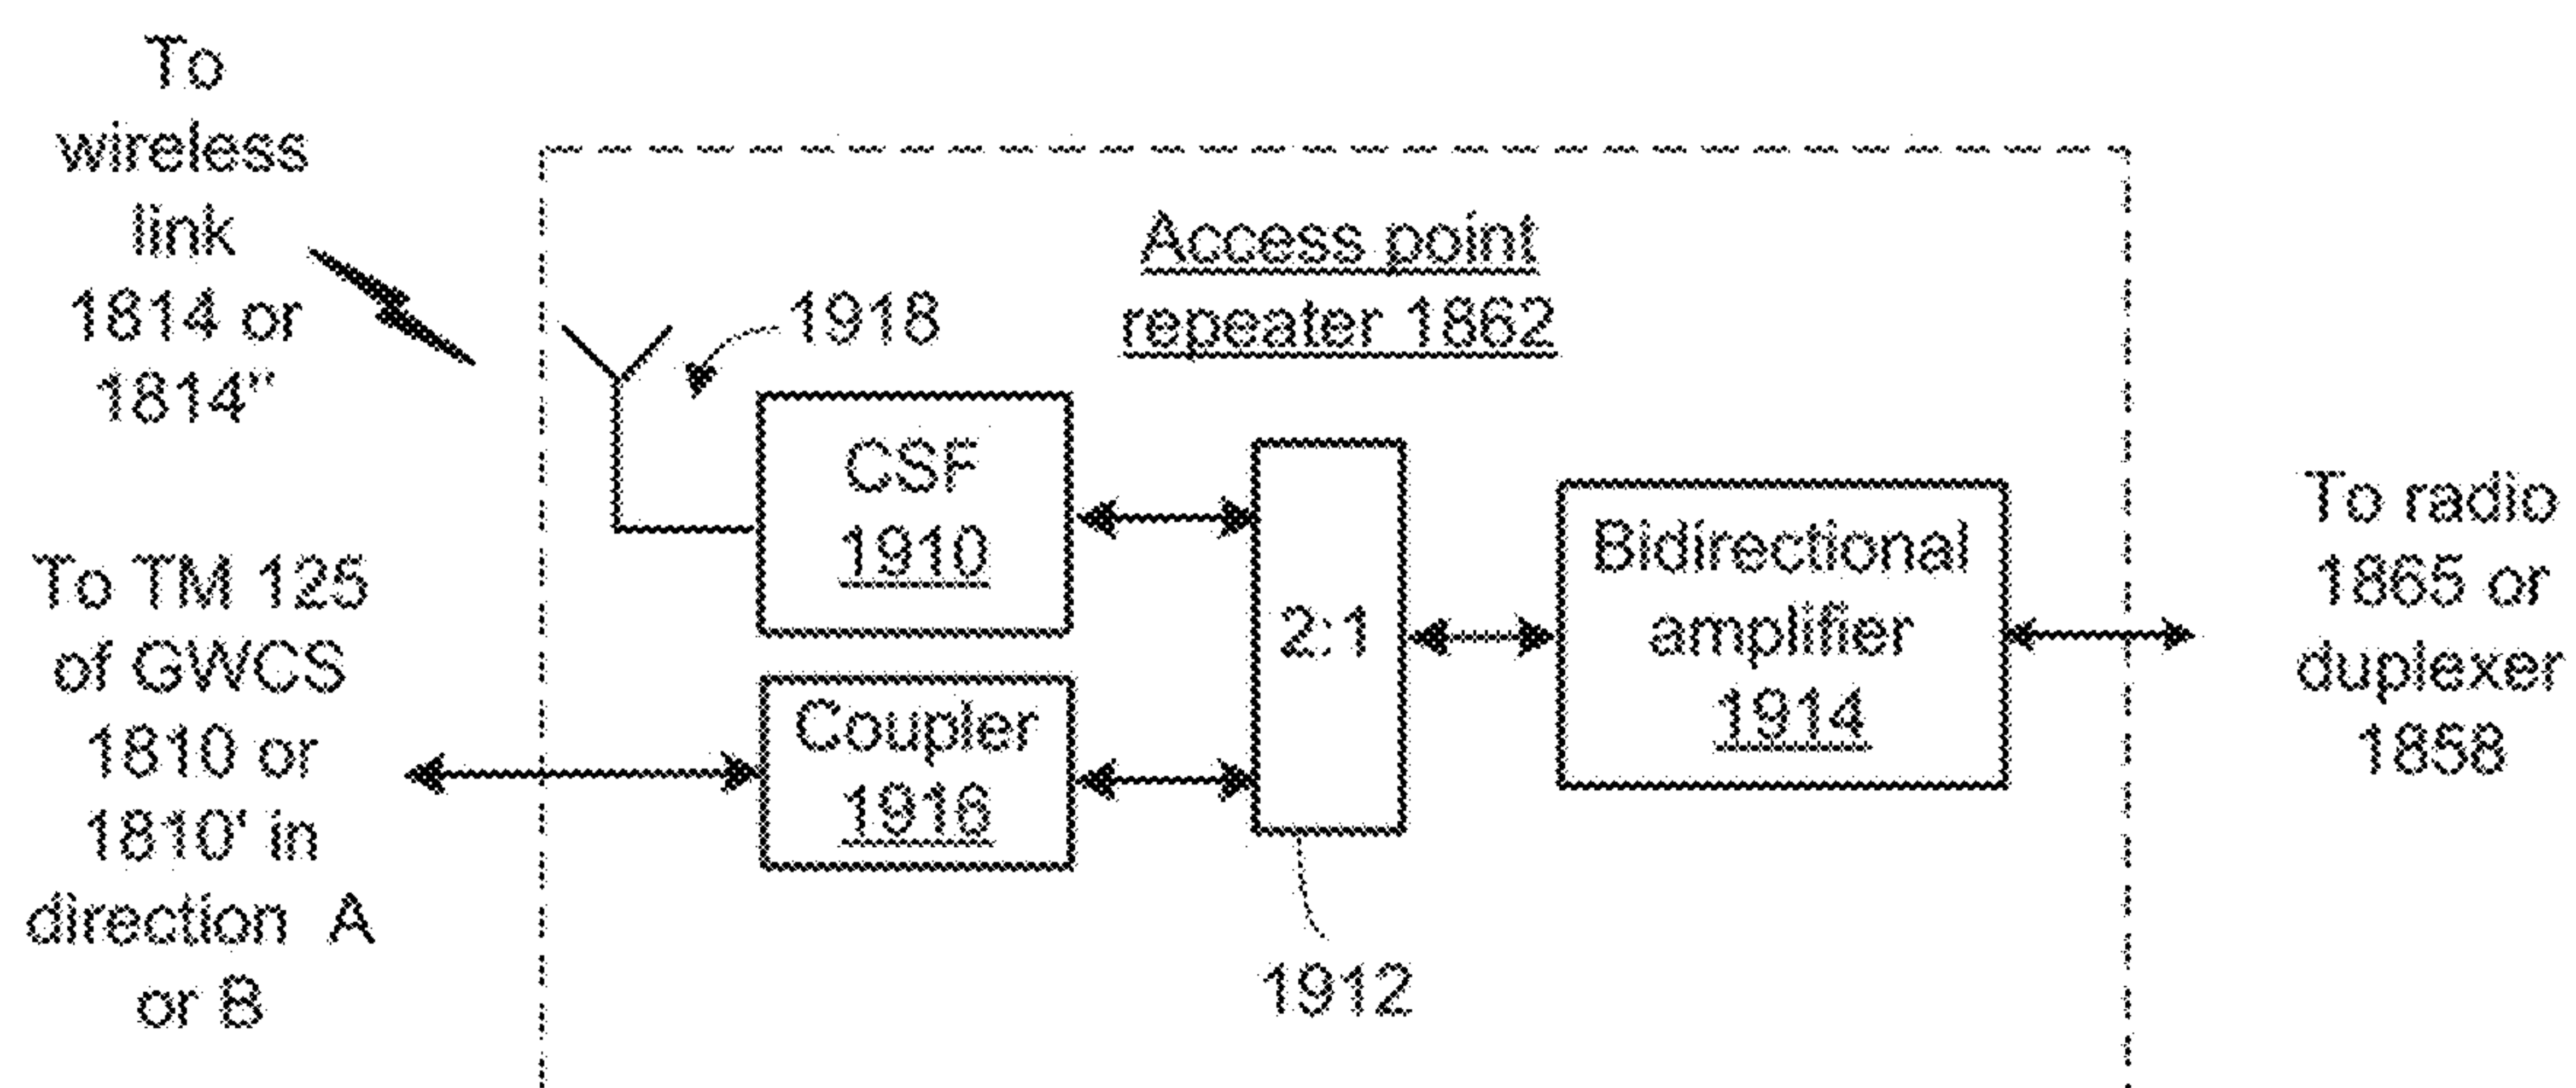 To
wireless
link
1814 or
1814"
To TM 125
of GWCS
1810 or
1810' in
direction A
or B
Access point
repeater 1862
1918
CSF
1910
Coupler
1916
2:1
1912
Bidirectional
amplifier
1914
To radio
1865 or
duplexer
1858